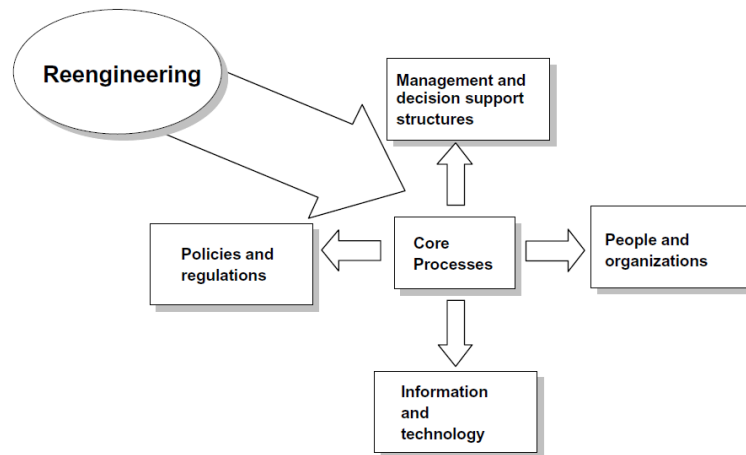 Reengineering
Management and
decision support
structures
Policies and
regulations
Core
Processes
People and
organizations
Information
and
technology